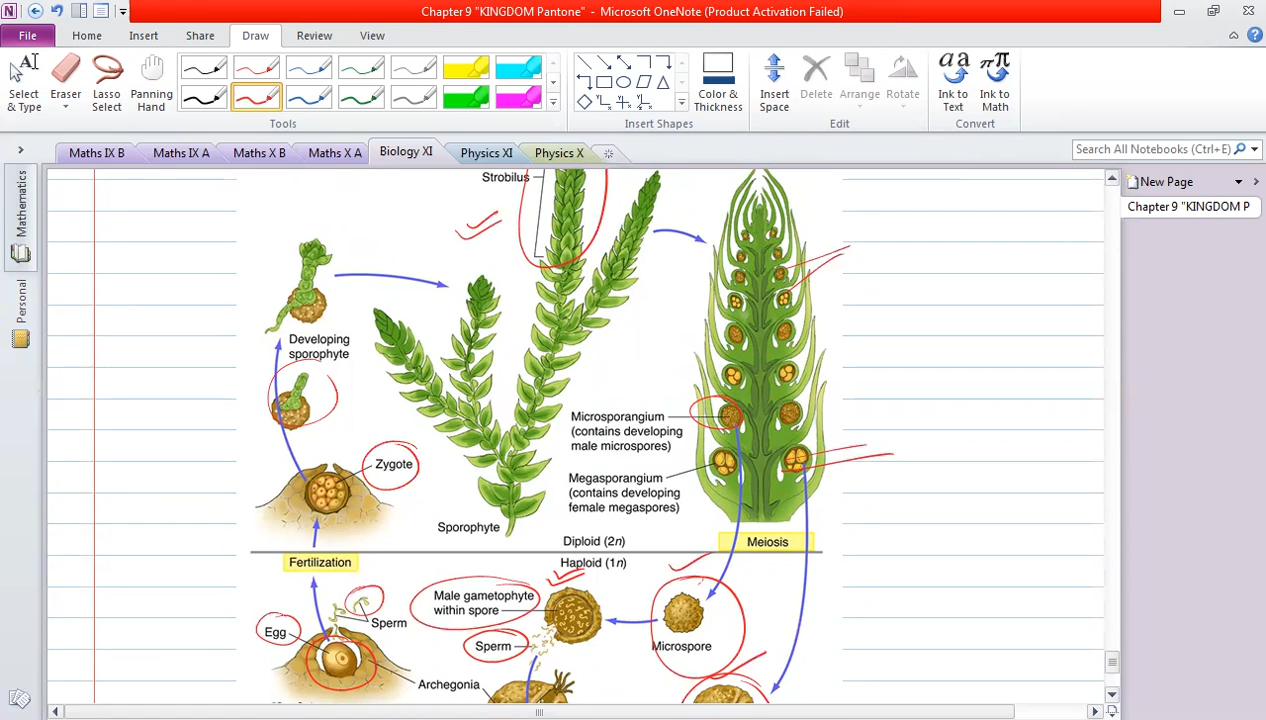 Chapter 9 "KINGDOM Pantone" - Microsoft OneNote (Product Activation Failed)
File Home Insert Share Draw Review View
Select & Type
Eraser
Lasso Select
Panning Hand
Color & Thickness
Insert Space
Delete
Arrange
Rotate
Ink to Text
Ink to Math
Tools
Insert Shapes
Edit
Convert
Maths IX B Maths IX A Maths X B Maths X A Biology XI Physics XI Physics X
Search All Notebooks (Ctrl+E)
Mathematics
Personal
New Page
Chapter 9 "KINGDOM P
Strobilus
Developing
sporophyte
Microsporangium
(contains developing
male microspores)
Zygote
Megasporangium
(contains developing
female megaspores)
Sporophyte
Diploid (2n)
Meiosis
Haploid (1n)
Fertilization
Male gametophyte
within spore
Sperm
Egg
Sperm
Microspore
Archegonia